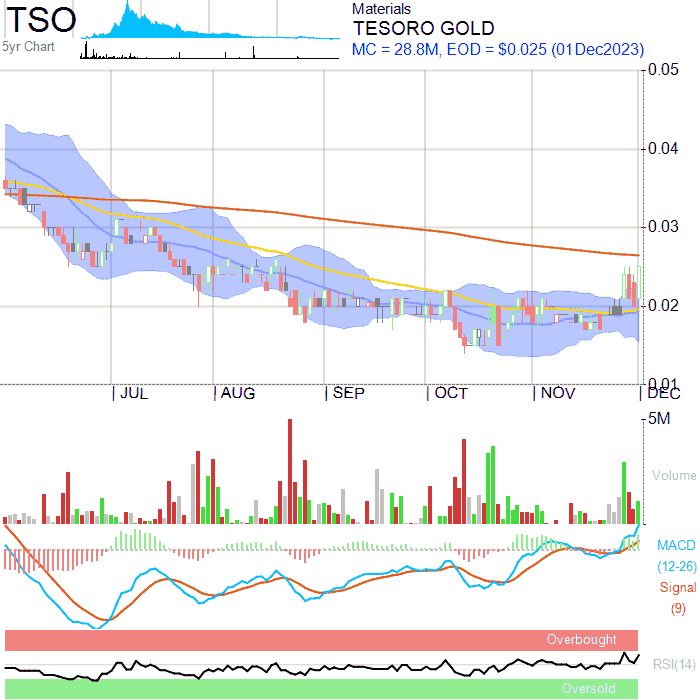 TSO
5yr Chart
Materials
TESORO GOLD
MC = 28.8M, EOD = $0.025 (01Dec2023)
0.05
0.04
0.03
0.02
0.01
JUL
AUG
SEP
OCT
NOV
DEC
5M
Volume
MACD
(12-26)
Signal
(9)
Overbought
RSI(14)
Oversold